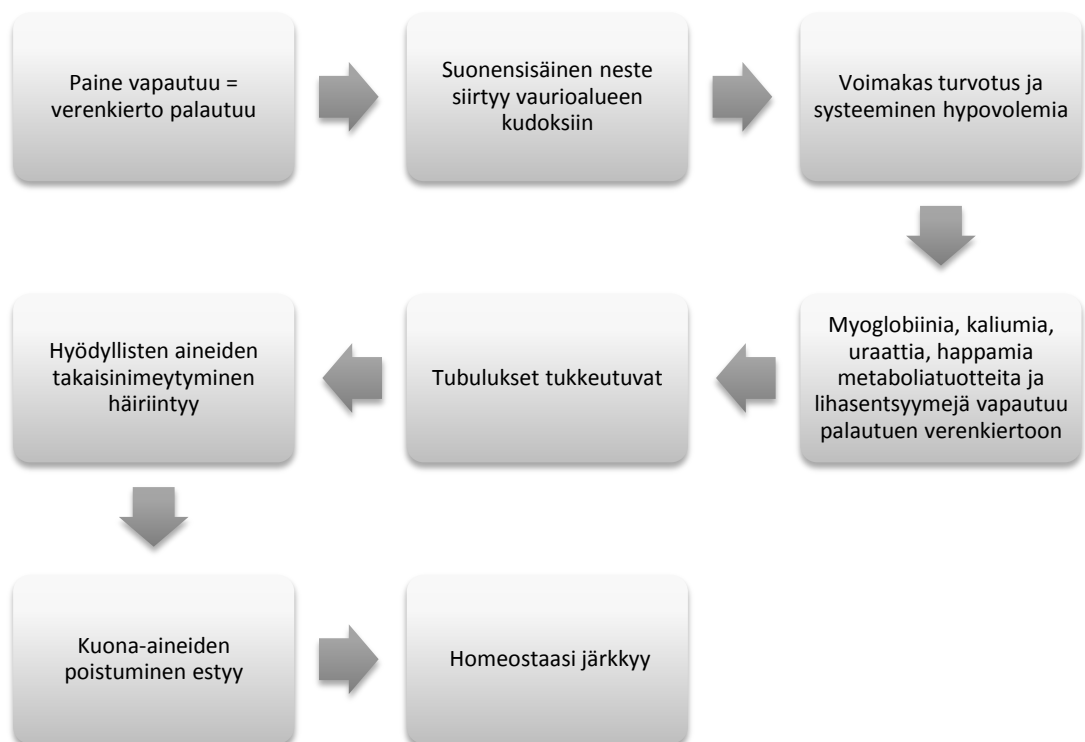 Paine vapautuu =
verenkierto palautuu
Suonensisäinen neste
siirtyy vaurioalueen
kudoksiin
Voimakas turvotus ja
systeeminen hypovolemia
Myoglobiinia, kaliumia,
uraattia, happamia
metaboliatuotteita ja
lihasentsyymejä vapautuu
palautuen verenkiertoon
Tubulukset tukkeutuvat
Hyödyllisten aineiden
takaisinimeytyminen
häiriintyy
Kuona-aineiden
poistuminen estyy
Homeostaasi järkkyy